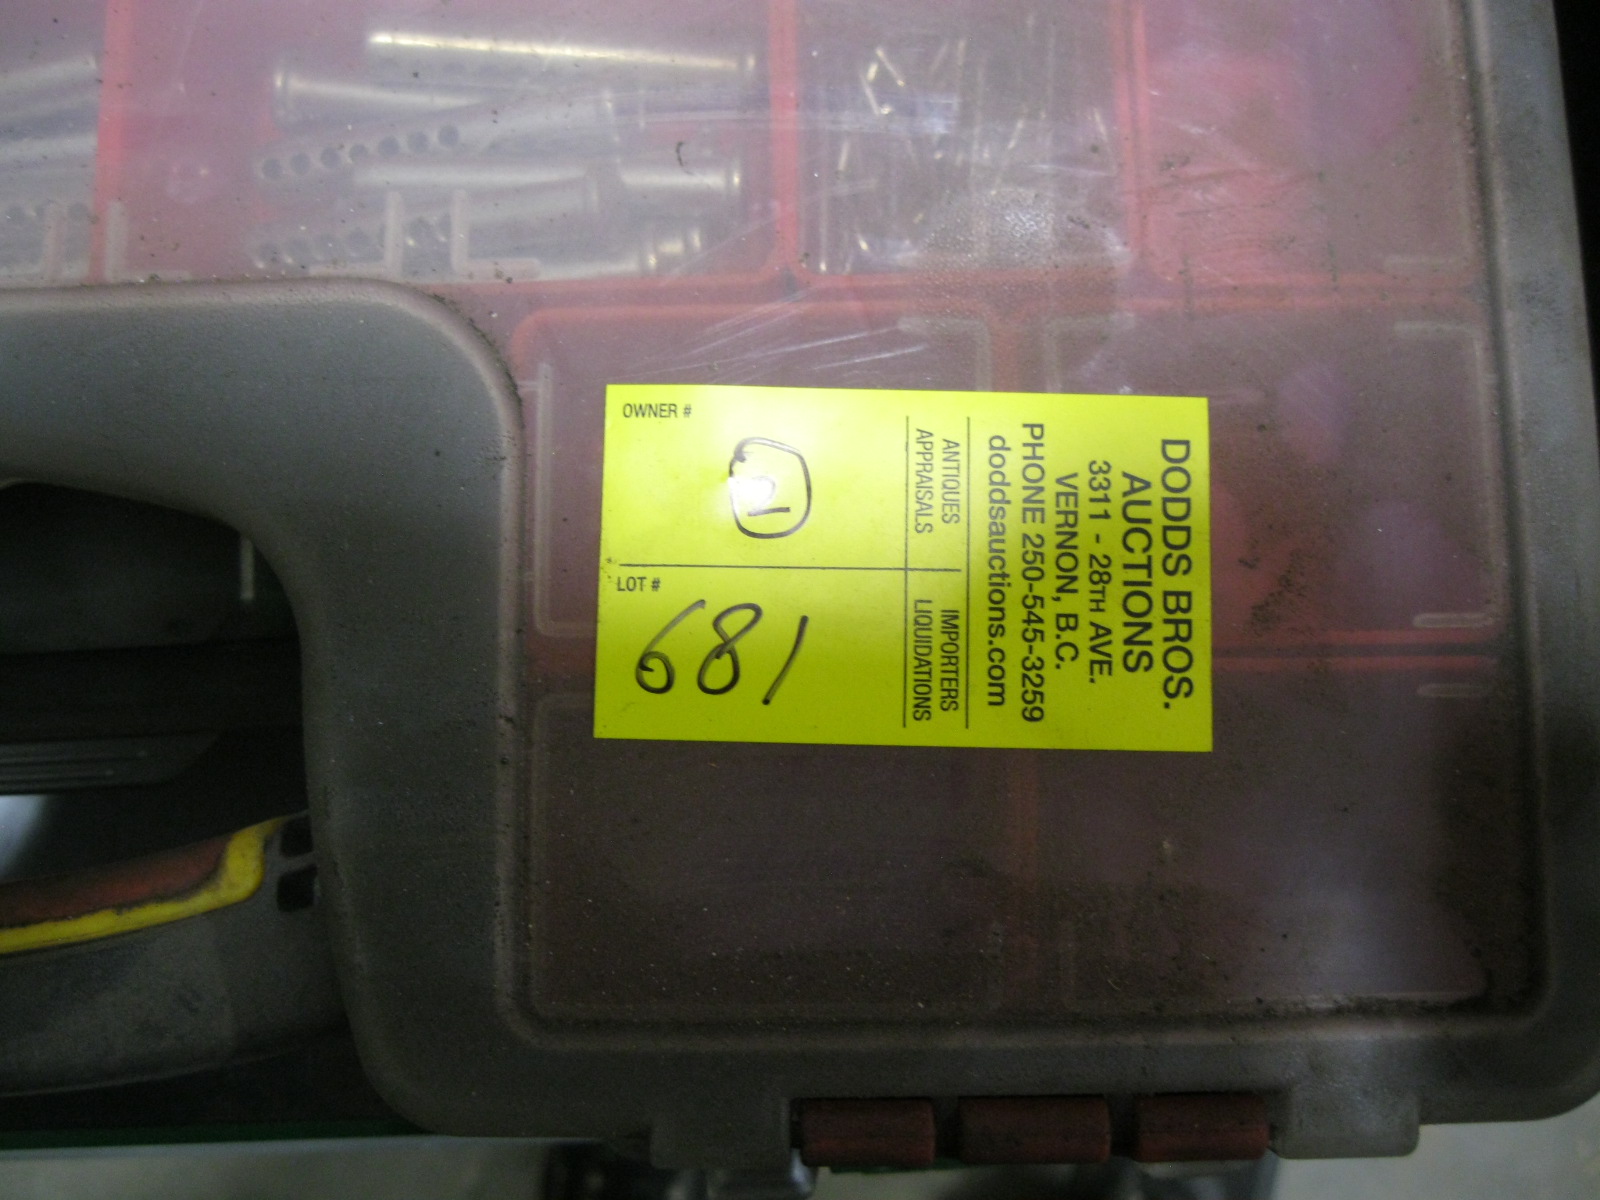 DODDS BROS.
AUCTIONS
3311 - 28TH AVE.
VERNON, B.C.
PHONE 250-545-3259
doddsauctions.com
ANTIQUES
APPRAISALS
IMPORTERS
LIQUIDATIONS
OWNER #
LOT #
681